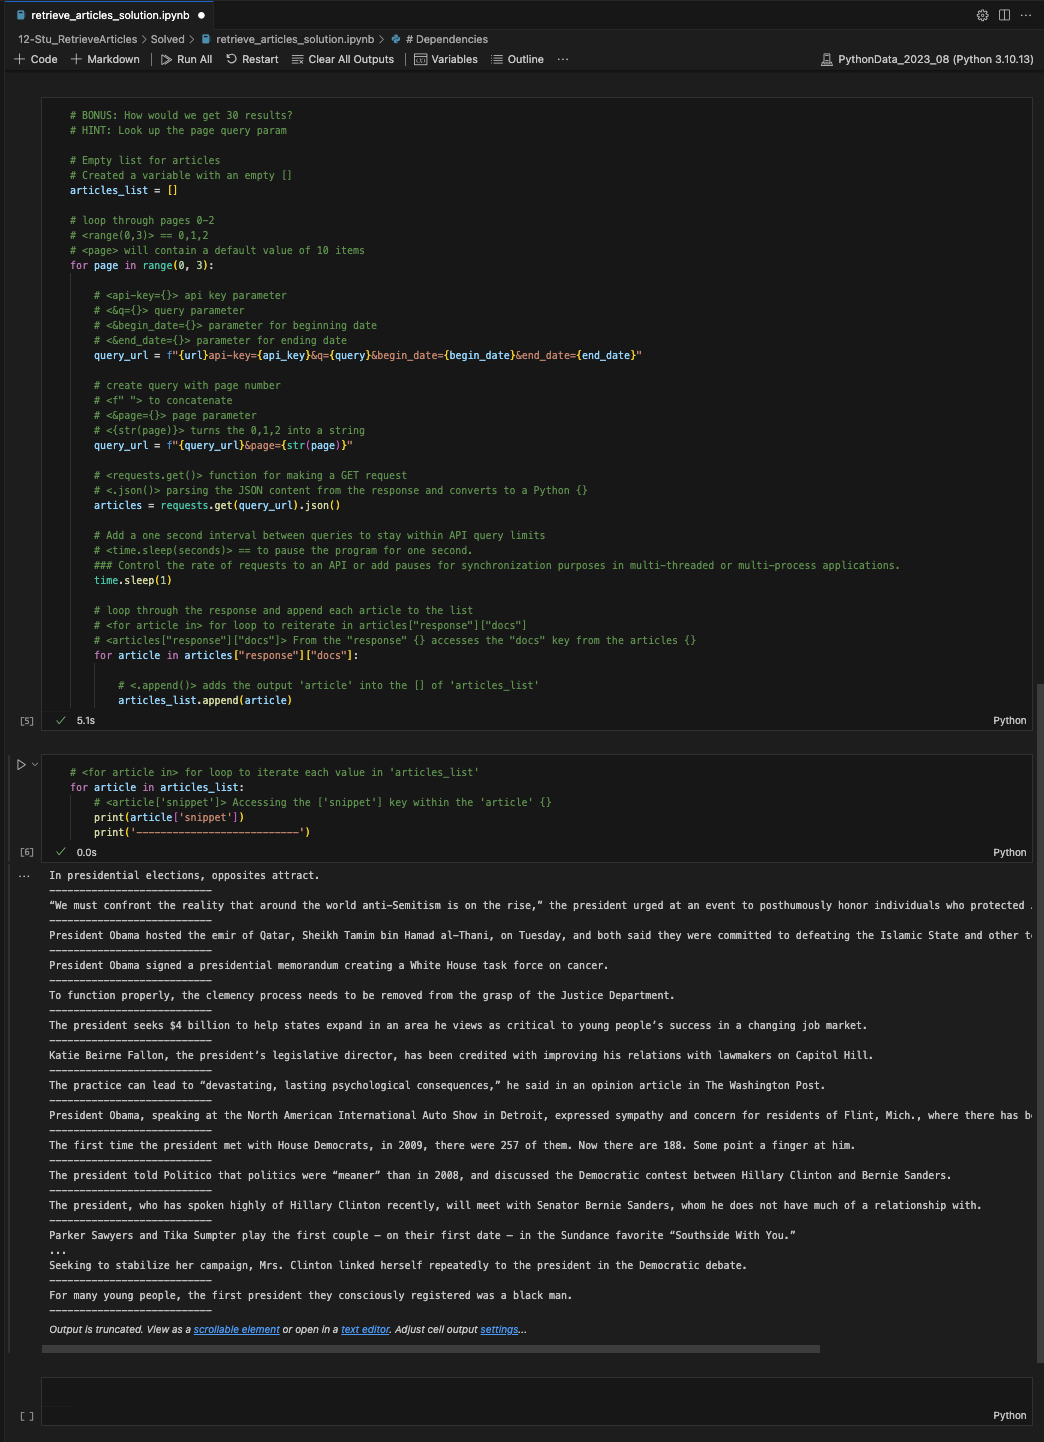 retrieve_articles_solution.ipynb
12-Stu_RetrieveArticles > Solved > retrieve_articles_solution.ipynb > # Dependencies
+ Code + Markdown | Run All Restart Clear All Outputs | Variables Outline ... PythonData_2023_08 (Python 3.10.13)
# BONUS: How would we get 30 results?
# HINT: Look up the page query param
# Empty list for articles
# Created a variable with an empty []
articles_list = []
# loop through pages 0-2
# <range(0,3)> == 0,1,2
# <page> will contain a default value of 10 items
for page in range(0, 3):
# <api-key={}> api key parameter
# <&q={}> query parameter
# <&begin_date={}> parameter for beginning date
# <&end_date={}> parameter for ending date
query_url = f"{url}api-key={api_key}&q={query}&begin_date={begin_date}&end_date={end_date}"
# create query with page number
# <f" "> to concatenate
# <&page={}> page parameter
# <{str(page)}> turns the 0,1,2 into a string
query_url = f"{query_url}&page={str(page)}"
# <requests.get()> function for making a GET request
# <.json()> parsing the JSON content from the response and converts to a Python {}
articles = requests.get(query_url).json()
# Add a one second interval between queries to stay within API query limits
# <time.sleep(seconds)> == to pause the program for one second.
### Control the rate of requests to an API or add pauses for synchronization purposes in multi-threaded or multi-process applications.
time.sleep(1)
# loop through the response and append each article to the list
# <for article in> for loop to reiterate in articles["response"]["docs"]
# <articles["response"]["docs"]> From the "response" {} accesses the "docs" key from the articles {}
for article in articles["response"]["docs"]:
# <.append()> adds the output 'article' into the [] of 'articles_list'
articles_list.append(article)
[5] ✓ 5.1s Python
# <for article in> for loop to iterate each value in 'articles_list'
for article in articles_list:
# <article['snippet']> Accessing the ['snippet'] key within the 'article' {}
print(article['snippet'])
print('---------------------------')
[6] ✓ 0.0s Python
... In presidential elections, opposites attract.
---------------------------
“We must confront the reality that around the world anti-Semitism is on the rise,” the president urged at an event to posthumously honor individuals who protected
---------------------------
President Obama hosted the emir of Qatar, Sheikh Tamim bin Hamad al-Thani, on Tuesday, and both said they were committed to defeating the Islamic State and other
---------------------------
President Obama signed a presidential memorandum creating a White House task force on cancer.
---------------------------
To function properly, the clemency process needs to be removed from the grasp of the Justice Department.
---------------------------
The president seeks $4 billion to help states expand in an area he views as critical to young people’s success in a changing job market.
---------------------------
Katie Beirne Fallon, the president’s legislative director, has been credited with improving his relations with lawmakers on Capitol Hill.
---------------------------
The practice can lead to “devastating, lasting psychological consequences,” he said in an opinion article in The Washington Post.
---------------------------
President Obama, speaking at the North American International Auto Show in Detroit, expressed sympathy and concern for residents of Flint, Mich., where there has
---------------------------
The first time the president met with House Democrats, in 2009, there were 257 of them. Now there are 188. Some point a finger at him.
---------------------------
The president told Politico that politics were “meaner” than in 2008, and discussed the Democratic contest between Hillary Clinton and Bernie Sanders.
---------------------------
The president, who has spoken highly of Hillary Clinton recently, will meet with Senator Bernie Sanders, whom he does not have much of a relationship with.
---------------------------
Parker Sawyers and Tika Sumpter play the first couple — on their first date — in the Sundance favorite “Southside With You.”
...
Seeking to stabilize her campaign, Mrs. Clinton linked herself repeatedly to the president in the Democratic debate.
---------------------------
For many young people, the first president they consciously registered was a black man.
---------------------------
Output is truncated. View as a scrollable element or open in a text editor. Adjust cell output settings...
[ ] Python